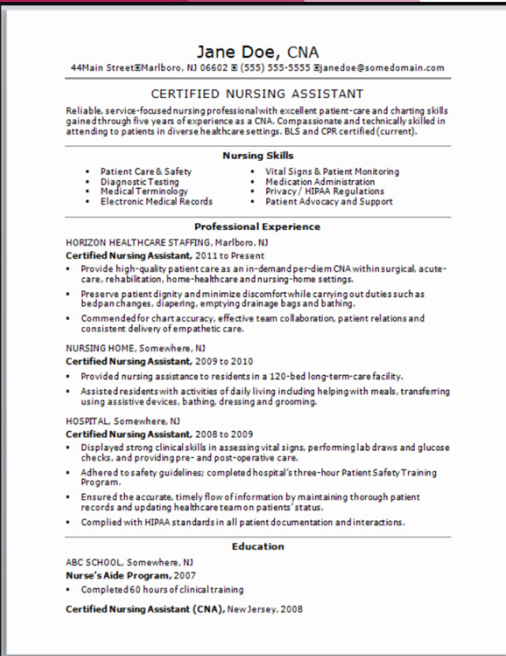 Jane Doe, CNA
44Main Street☒Marlboro, NJ 06602 ☒ (555) 555-5555 ☒janedoe@somedomain.com
CERTIFIED NURSING ASSISTANT
Reliable, service-focused nursing professional with excellent patient-care and charting skills
gained through five years of experience as a CNA. Compassionate and technically skilled in
attending to patients in diverse healthcare settings. BLS and CPR certified (current).
Nursing Skills
• Patient Care & Safety
• Diagnostic Testing
• Medical Terminology
• Electronic Medical Records
• Vital Signs & Patient Monitoring
• Medication Administration
• Privacy / HIPAA Regulations
• Patient Advocacy and Support
Professional Experience
HORIZON HEALTHCARE STAFFING, Marlboro, NJ
Certified Nursing Assistant, 2011 to Present
• Provide high-quality patient care as an in-demand per-diem CNA within surgical, acute-
care, rehabilitation, home-healthcare and nursing-home settings.
• Preserve patient dignity and minimize discomfort while carrying out duties such as
bedpan changes, diapering, emptying drainage bags and bathing.
• Commended for chart accuracy, effective team collaboration, patient relations and
consistent delivery of empathetic care.
NURSING HOME, Somewhere, NJ
Certified Nursing Assistant, 2009 to 2010
• Provided nursing assistance to residents in a 120-bed long-term-care facility.
• Assisted residents with activities of daily living including helping with meals, transferring
using assistive devices, bathing, dressing and grooming.
HOSPITAL, Somewhere, NJ
Certified Nursing Assistant, 2008 to 2009
• Displayed strong clinical skills in assessing vital signs, performing lab draws and glucose
checks, and providing pre- and post-operative care.
• Adhered to safety guidelines; completed hospital's three-hour Patient Safety Training
Program.
• Ensured the accurate, timely flow of information by maintaining thorough patient
records and updating healthcare team on patients' status.
• Complied with HIPAA standards in all patient documentation and interactions.
Education
ABC SCHOOL, Somewhere, NJ
Nurse's Aide Program, 2007
• Completed 60 hours of clinical training
Certified Nursing Assistant (CNA), New Jersey, 2008